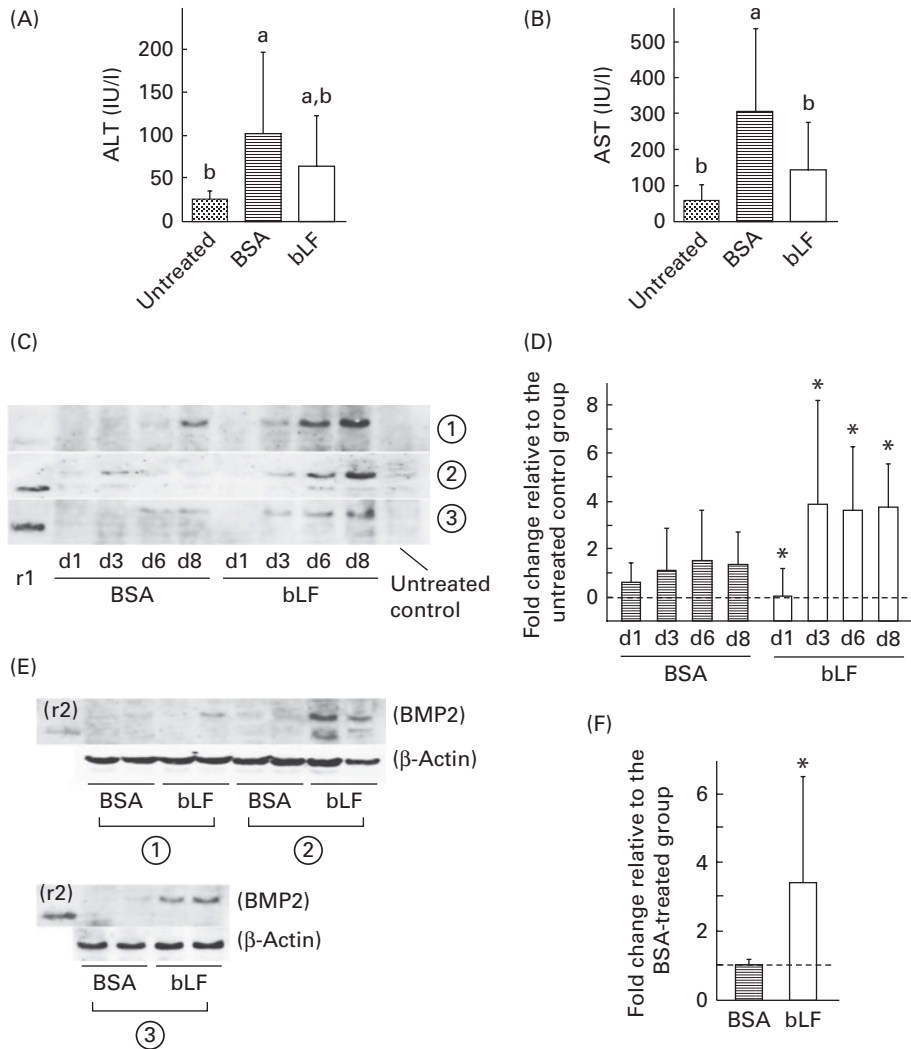 (A)
ALT (IU/l)
200
150
100
50
0
b
a
a,b
Untreated
BSA
bLF
(B)
AST (IU/l)
500
400
300
200
100
0
b
a
b
Untreated
BSA
bLF
(C)
①
②
③
r1
d1 d3 d6 d8 d1 d3 d6 d8
BSA bLF
Untreated
control
(D)
Fold change relative to the
untreated control group
8
6
4
2
0
* * * *
d1 d3 d6 d8 d1 d3 d6 d8
BSA bLF
(E)
(r2)
(BMP2)
(β-Actin)
BSA bLF BSA bLF
① ②
(r2)
(BMP2)
(β-Actin)
BSA bLF
③
(F)
Fold change relative to the
BSA-treated group
6
4
2
0
*
BSA bLF